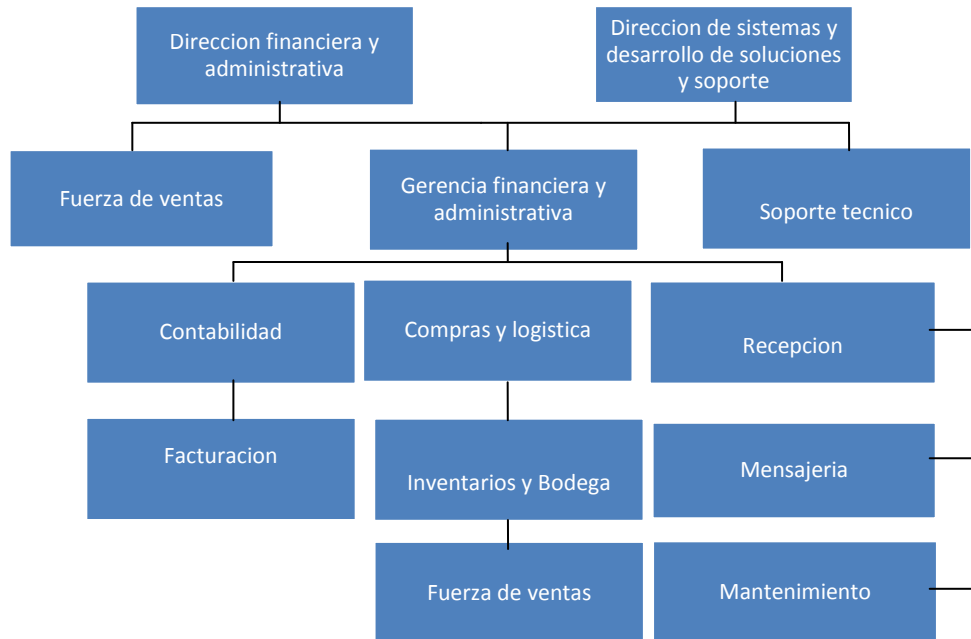 Direccion financiera y
administrativa
Direccion de sistemas y
desarrollo de soluciones
y soporte
Fuerza de ventas
Gerencia financiera y
administrativa
Soporte tecnico
Contabilidad
Compras y logistica
Recepcion
Facturacion
Inventarios y Bodega
Mensajeria
Fuerza de ventas
Mantenimiento